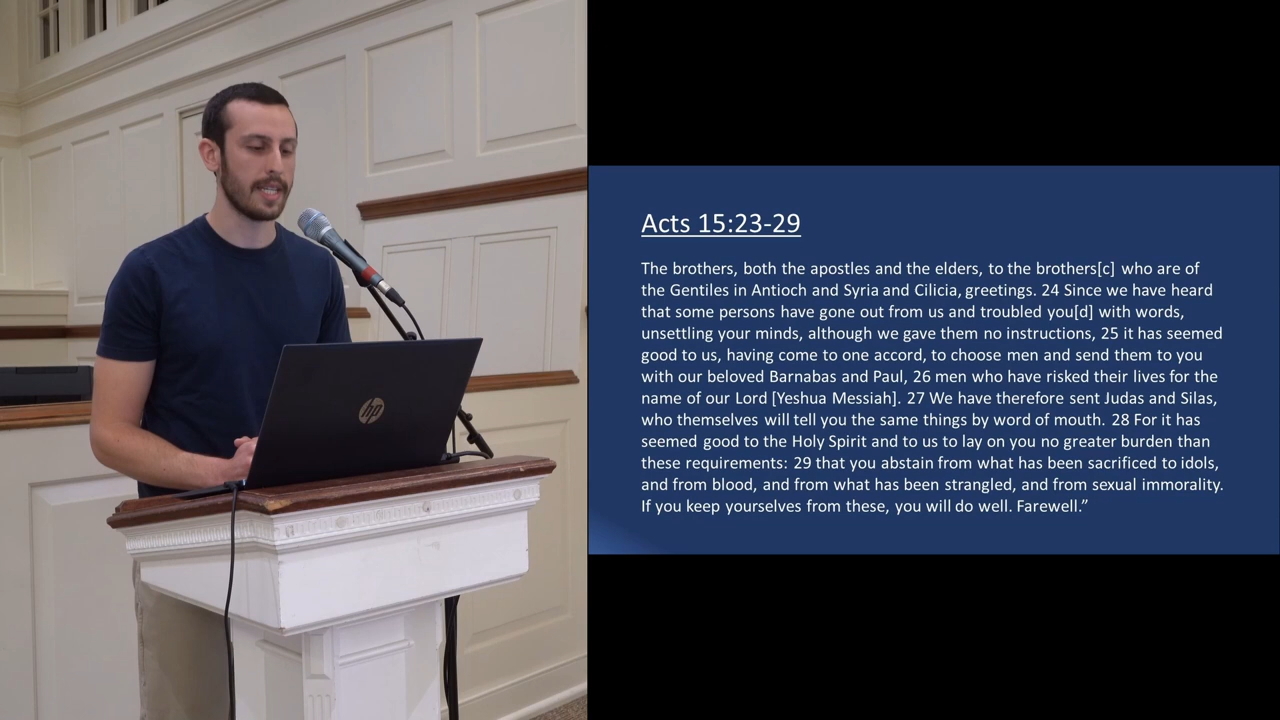 hp
Acts 15:23-29
The brothers, both the apostles and the elders, to the brothers[c] who are of
the Gentiles in Antioch and Syria and Cilicia, greetings. 24 Since we have heard
that some persons have gone out from us and troubled you[d] with words,
unsettling your minds, although we gave them no instructions, 25 it has seemed
good to us, having come to one accord, to choose men and send them to you
with our beloved Barnabas and Paul, 26 men who have risked their lives for the
name of our Lord [Yeshua Messiah]. 27 We have therefore sent Judas and Silas,
who themselves will tell you the same things by word of mouth. 28 For it has
seemed good to the Holy Spirit and to us to lay on you no greater burden than
these requirements: 29 that you abstain from what has been sacrificed to idols,
and from blood, and from what has been strangled, and from sexual immorality.
If you keep yourselves from these, you will do well. Farewell.”